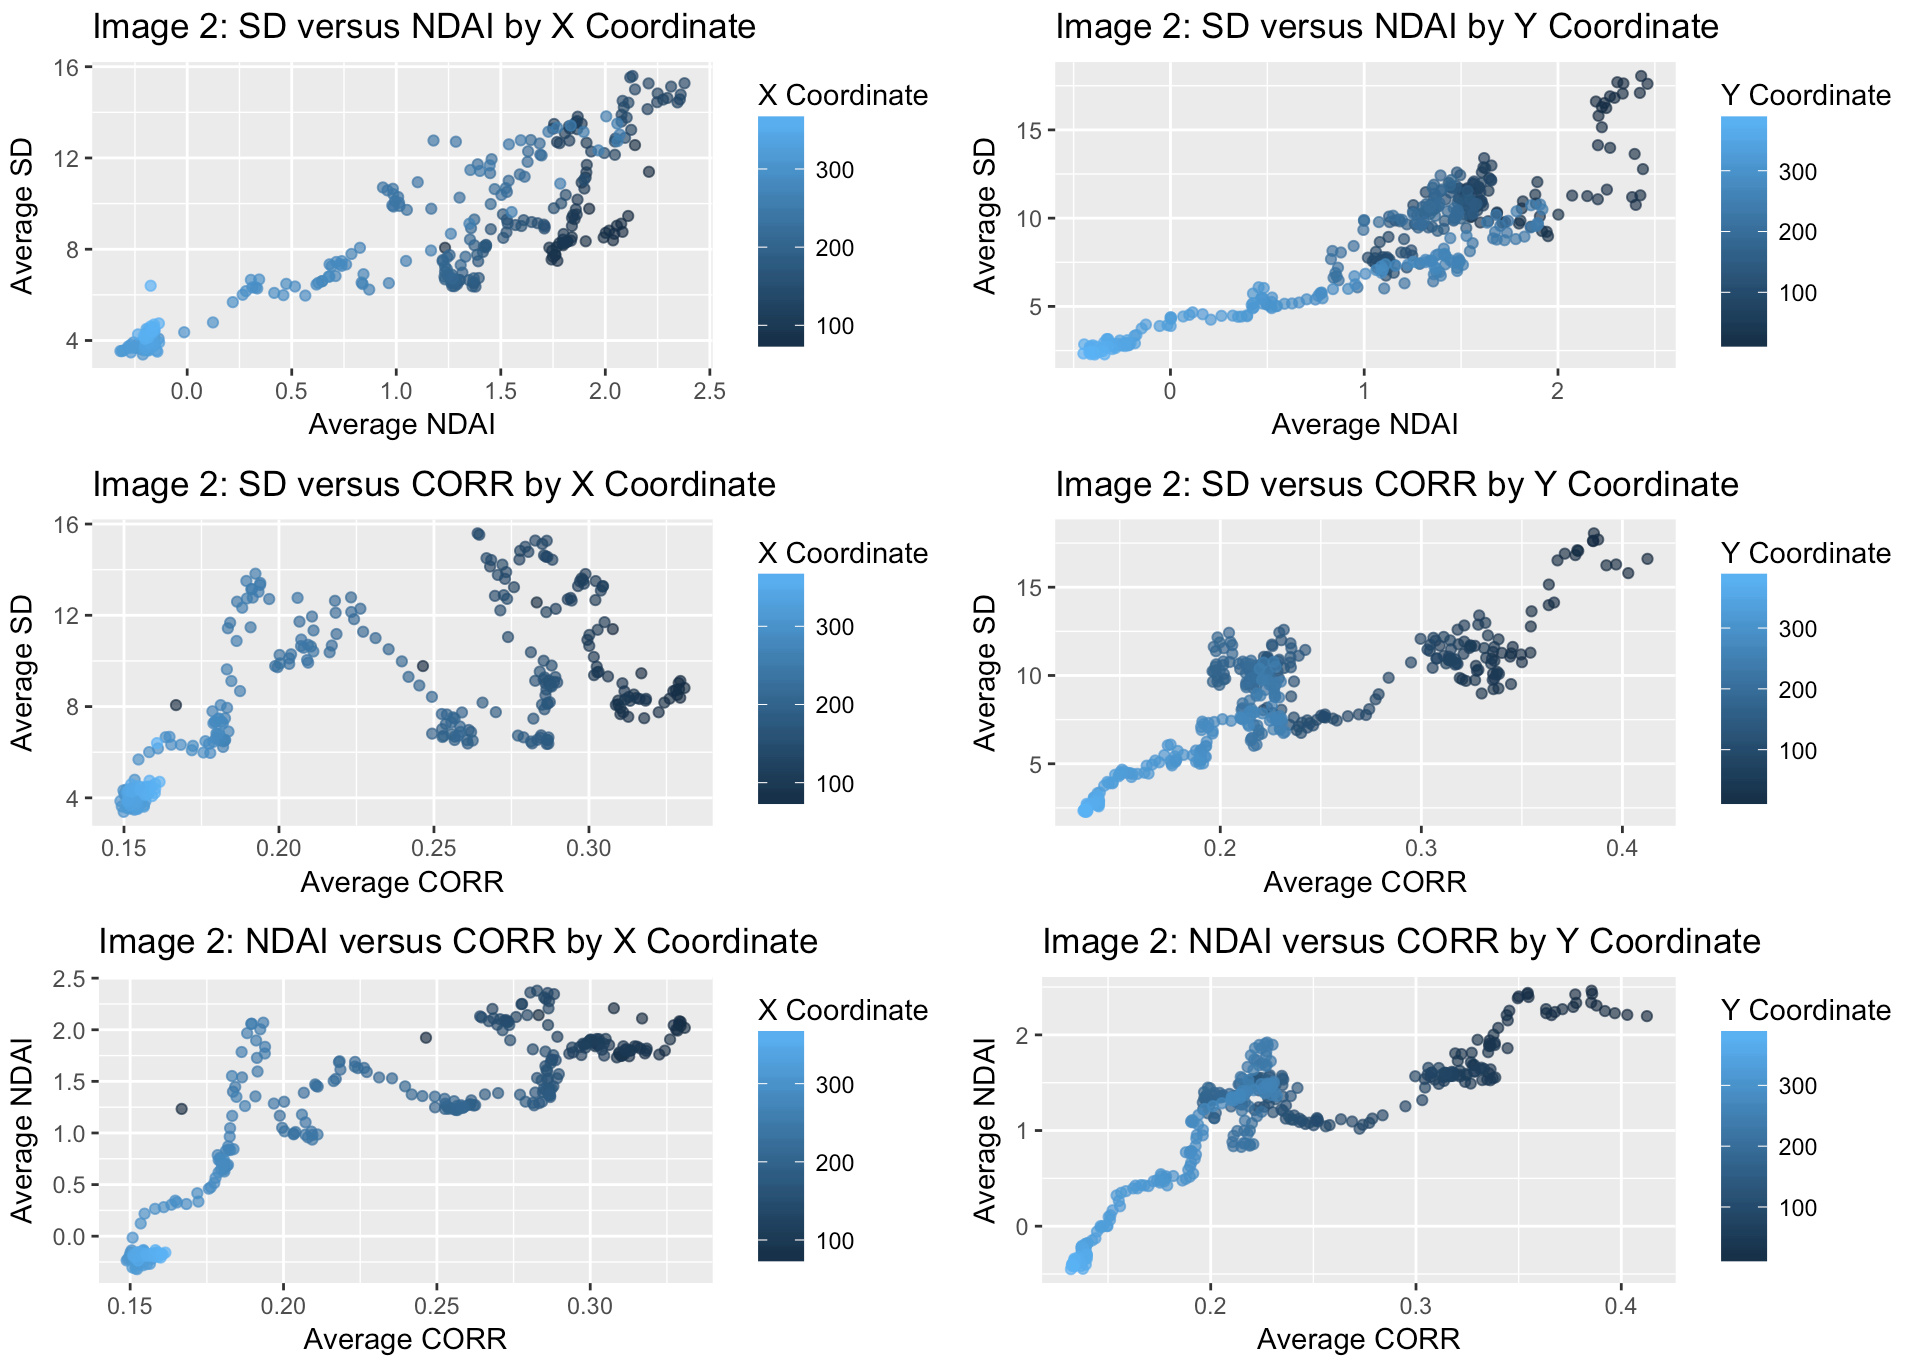 Image 2: SD versus NDAI by X Coordinate
Average SD
16
12
8
4
0.0 0.5 1.0 1.5 2.0 2.5
Average NDAI
X Coordinate
300
200
100
Image 2: SD versus NDAI by Y Coordinate
Average SD
15
10
5
0 1 2
Average NDAI
Y Coordinate
300
200
100
Image 2: SD versus CORR by X Coordinate
Average SD
16
12
8
4
0.15 0.20 0.25 0.30
Average CORR
X Coordinate
300
200
100
Image 2: SD versus CORR by Y Coordinate
Average SD
15
10
5
0.2 0.3 0.4
Average CORR
Y Coordinate
300
200
100
Image 2: NDAI versus CORR by X Coordinate
Average NDAI
2.5
2.0
1.5
1.0
0.5
0.0
0.15 0.20 0.25 0.30
Average CORR
X Coordinate
300
200
100
Image 2: NDAI versus CORR by Y Coordinate
Average NDAI
2
1
0
0.2 0.3 0.4
Average CORR
Y Coordinate
300
200
100